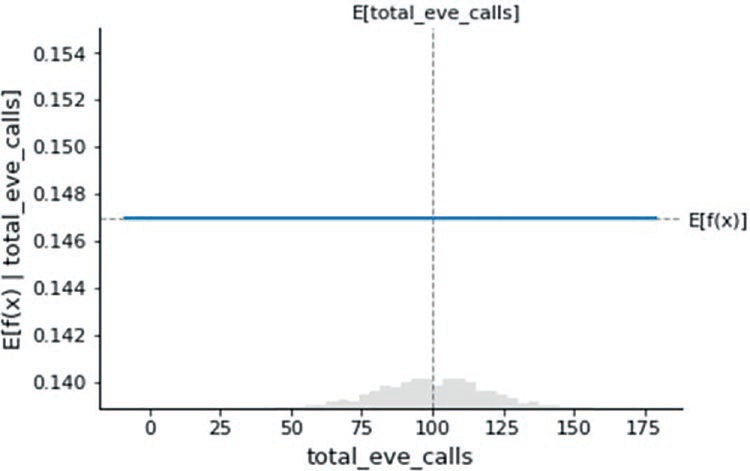 E[total_eve_calls]
0.154
0.152
0.150
0.148
0.146
0.144
0.142
0.140
E[f(x) | total_eve_calls]
E[f(x)]
0 25 50 75 100 125 150 175
total_eve_calls